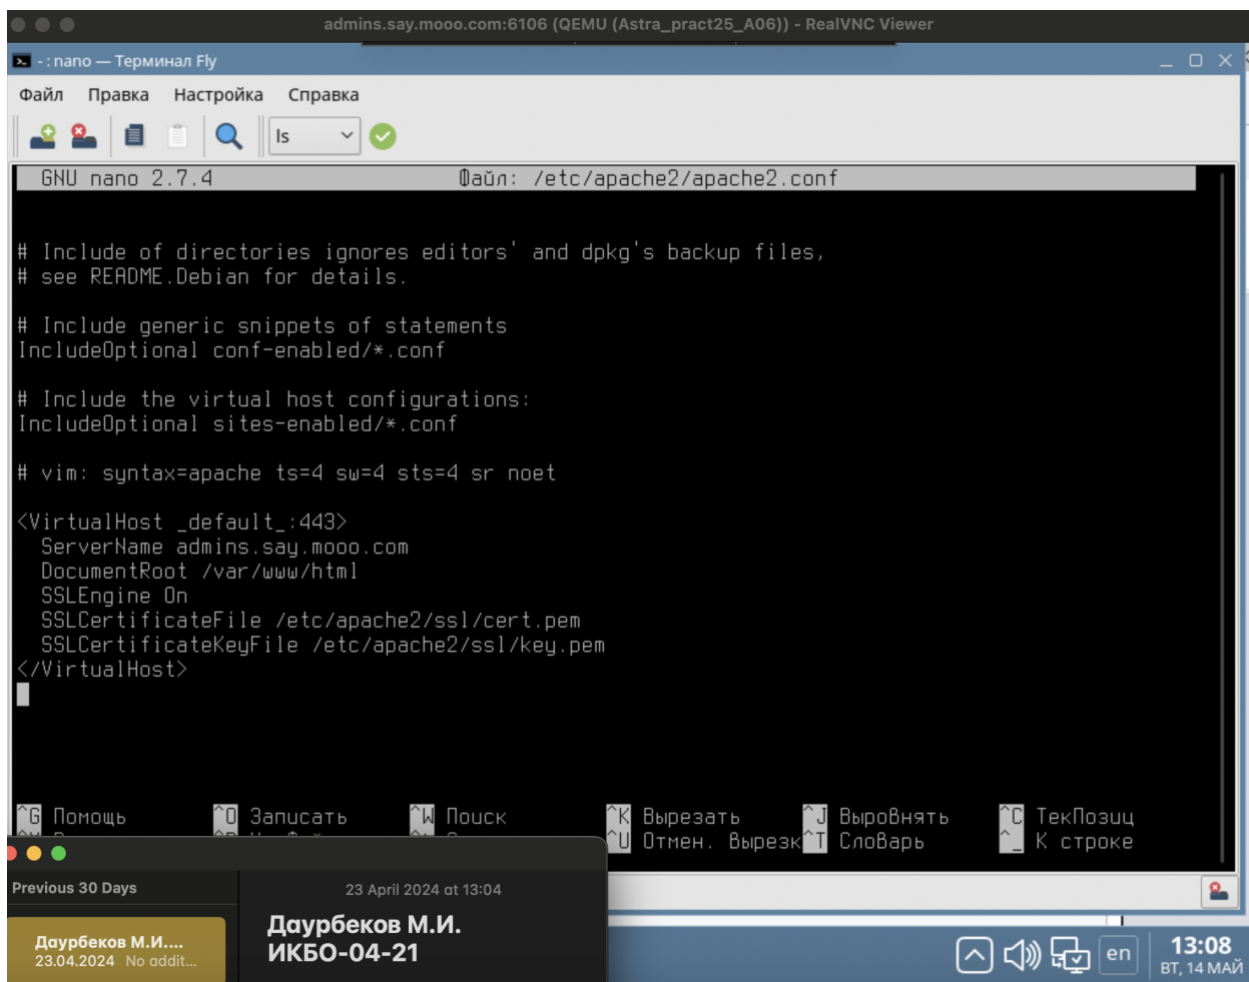 admins.say.mooo.com:6106 (QEMU (Astra_pract25_A06)) - RealVNC Viewer
- : nano — Терминал Fly
Файл Правка Настройка Справка
ls
GNU nano 2.7.4 Файл: /etc/apache2/apache2.conf
# Include of directories ignores editors' and dpkg's backup files,
# see README.Debian for details.
# Include generic snippets of statements
IncludeOptional conf-enabled/*.conf
# Include the virtual host configurations:
IncludeOptional sites-enabled/*.conf
# vim: syntax=apache ts=4 sw=4 sts=4 sr noet
<VirtualHost _default_:443>
ServerName admins.say.mooo.com
DocumentRoot /var/www/html
SSLEngine On
SSLCertificateFile /etc/apache2/ssl/cert.pem
SSLCertificateKeyFile /etc/apache2/ssl/key.pem
</VirtualHost>
^G Помощь ^O Записать ^W Поиск ^K Вырезать ^J Выровнять ^C ТекПозиц
^U Отмен. Вырезк ^T Словарь ^_ К строке
Previous 30 Days
Даурбеков М.И....
23.04.2024 No addit...
23 April 2024 at 13:04
Даурбеков М.И.
ИКБО-04-21
en
13:08
ВТ, 14 МАЙ